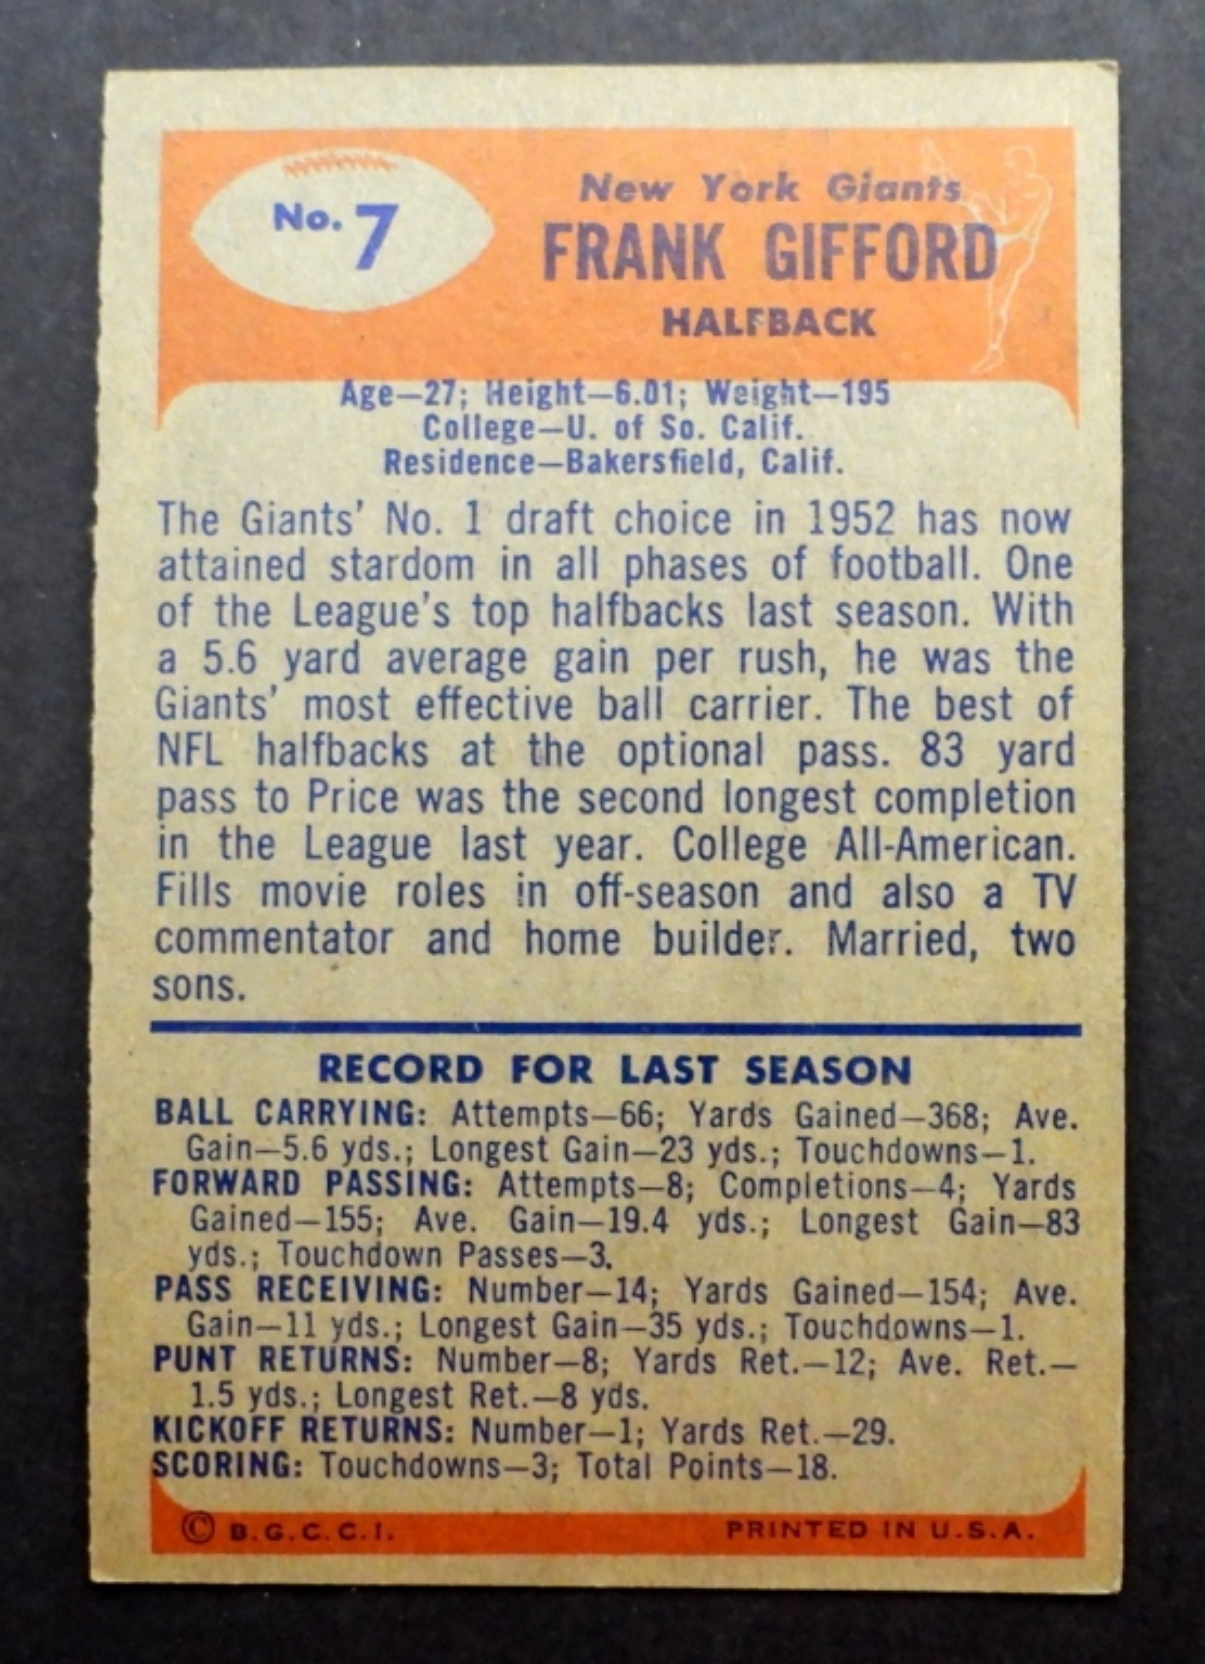 No. 7
New York Giants
FRANK GIFFORD
HALFBACK
Age—27; Height—6.01; Weight—195
College—U. of So. Calif.
Residence—Bakersfield, Calif.
The Giants' No. 1 draft choice in 1952 has now
attained stardom in all phases of football. One
of the League's top halfbacks last season. With
a 5.6 yard average gain per rush, he was the
Giants' most effective ball carrier. The best of
NFL halfbacks at the optional pass. 83 yard
pass to Price was the second longest completion
in the League last year. College All-American.
Fills movie roles in off-season and also a TV
commentator and home builder. Married, two
sons.
RECORD FOR LAST SEASON
BALL CARRYING: Attempts—66; Yards Gained—368; Ave.
Gain—5.6 yds.; Longest Gain—23 yds.; Touchdowns—1.
FORWARD PASSING: Attempts—8; Completions—4; Yards
Gained—155; Ave. Gain—19.4 yds.; Longest Gain—83
yds.; Touchdown Passes—3.
PASS RECEIVING: Number—14; Yards Gained—154; Ave.
Gain—11 yds.; Longest Gain—35 yds.; Touchdowns—1.
PUNT RETURNS: Number—8; Yards Ret.—12; Ave. Ret.—
1.5 yds.; Longest Ret.—8 yds.
KICKOFF RETURNS: Number—1; Yards Ret.—29.
SCORING: Touchdowns—3; Total Points—18.
© B.G.C.C.I. PRINTED IN U.S.A.